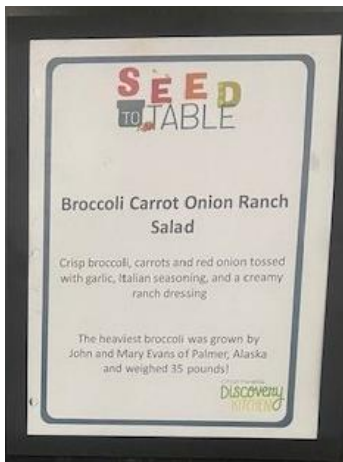 SEED
TO TABLE
Broccoli Carrot Onion Ranch
Salad
Crisp broccoli, carrots and red onion tossed
with garlic, Italian seasoning, and a creamy
ranch dressing
The heaviest broccoli was grown by
John and Mary Evans of Palmer, Alaska
and weighed 35 pounds!
Discovery
KITCHEN